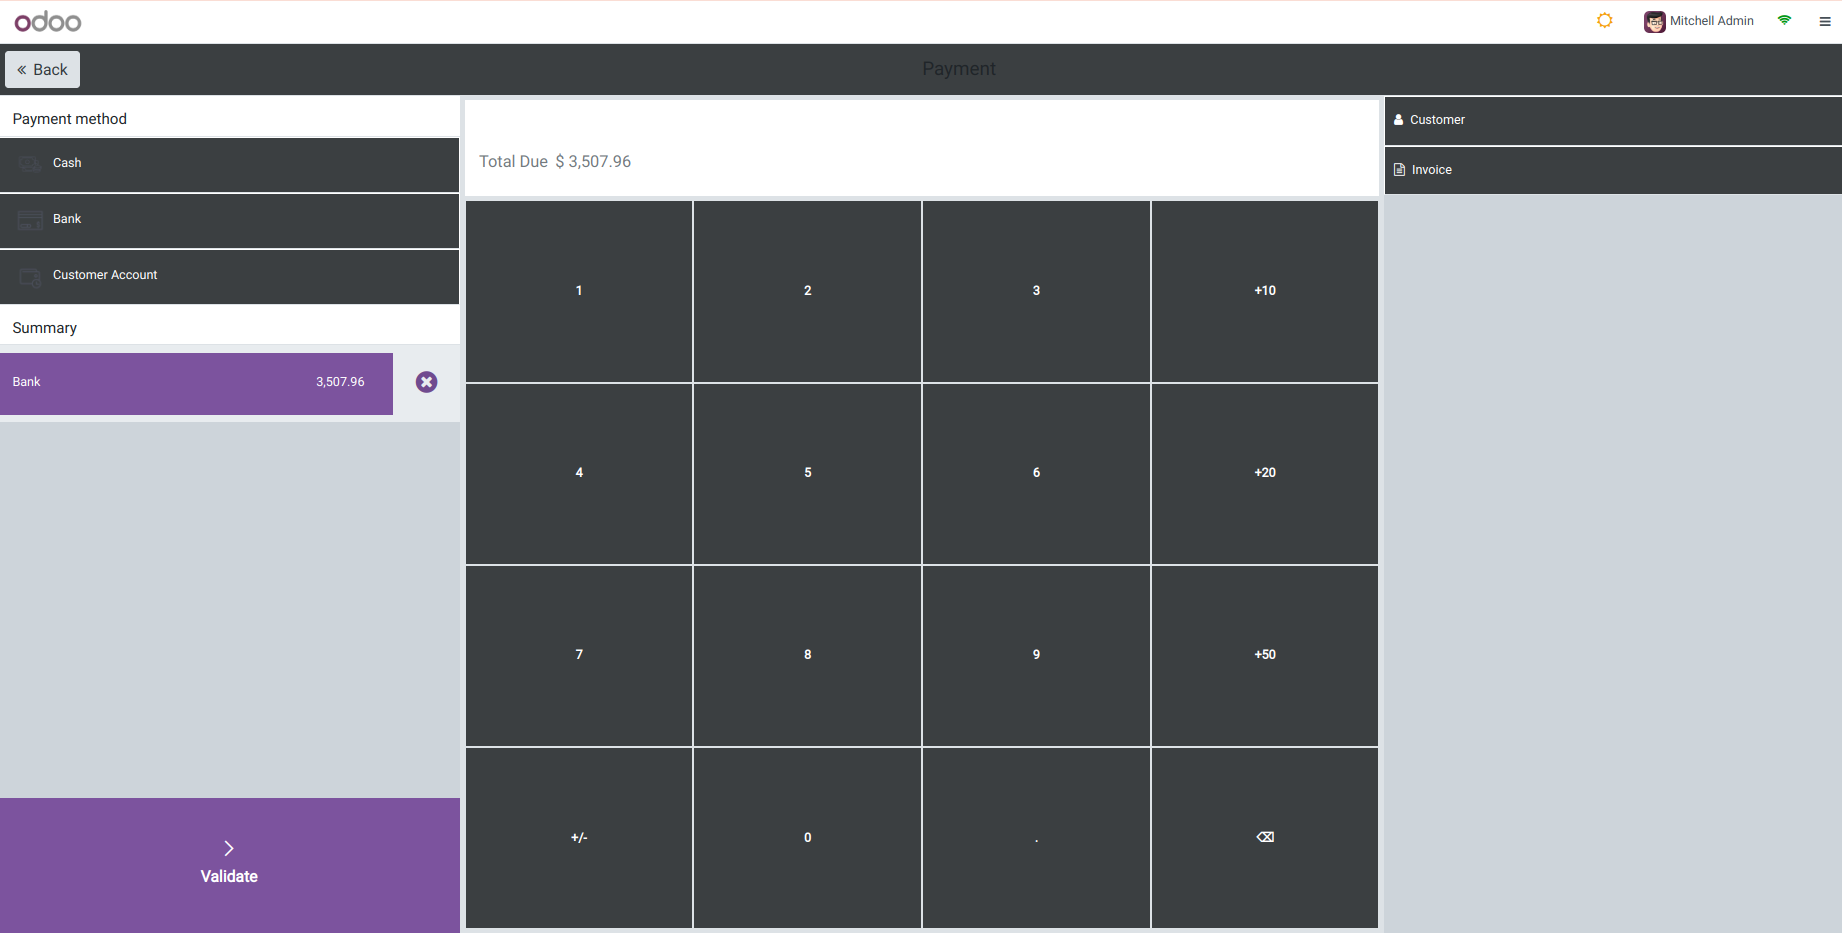 odoo
Mitchell Admin
Back
Payment
Payment method
Cash
Bank
Customer Account
Summary
Bank 3,507.96
Validate
Total Due $ 3,507.96
1 2 3 +10
4 5 6 +20
7 8 9 +50
+/- 0 . ⌫
Customer
Invoice